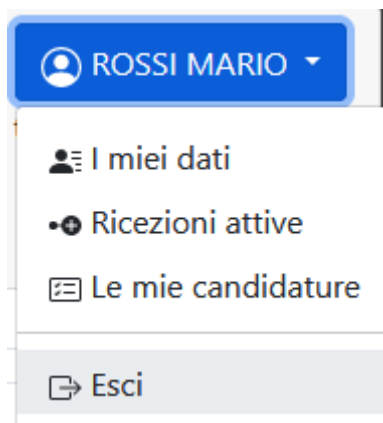 ROSSI MARIO
I miei dati
Ricezioni attive
Le mie candidature
Esci